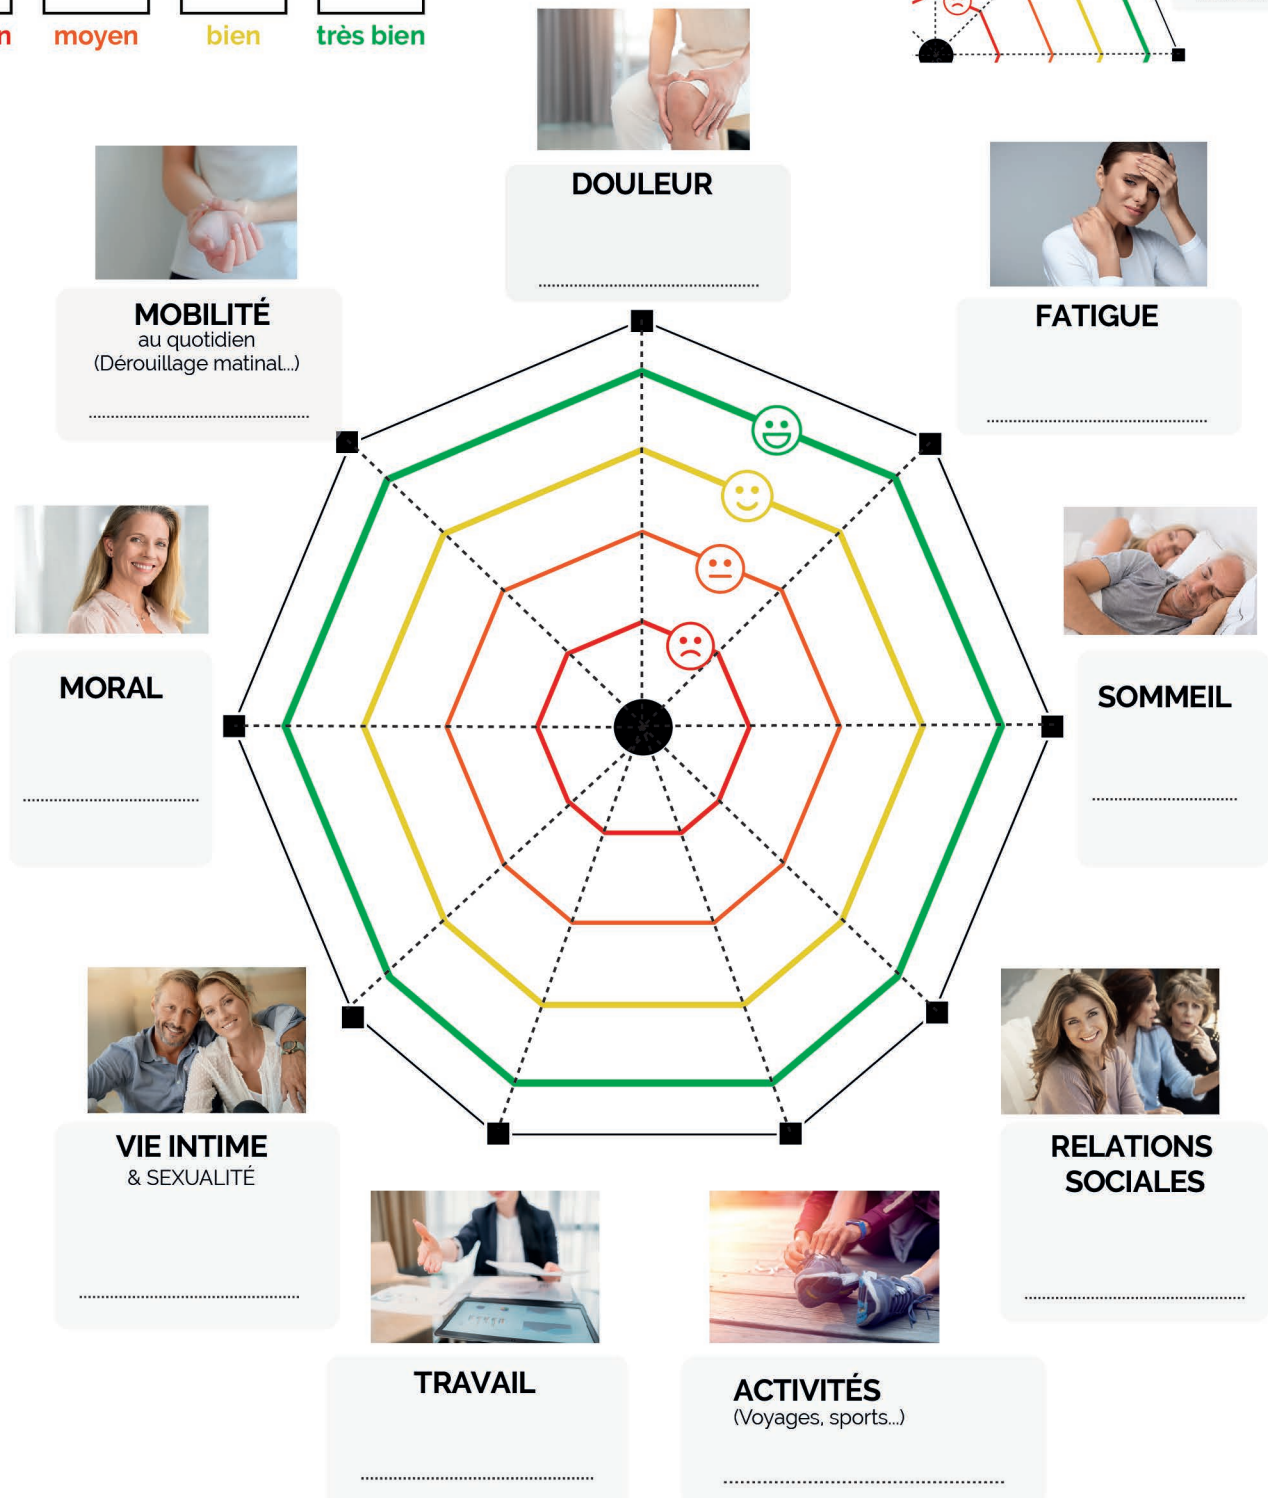 moyen bien très bien
DOULEUR
MOBILITÉ
au quotidien
(Dérouillage matinal...)
FATIGUE
MORAL
SOMMEIL
VIE INTIME
& SEXUALITÉ
RELATIONS
SOCIALES
TRAVAIL
ACTIVITÉS
(Voyages, sports...)